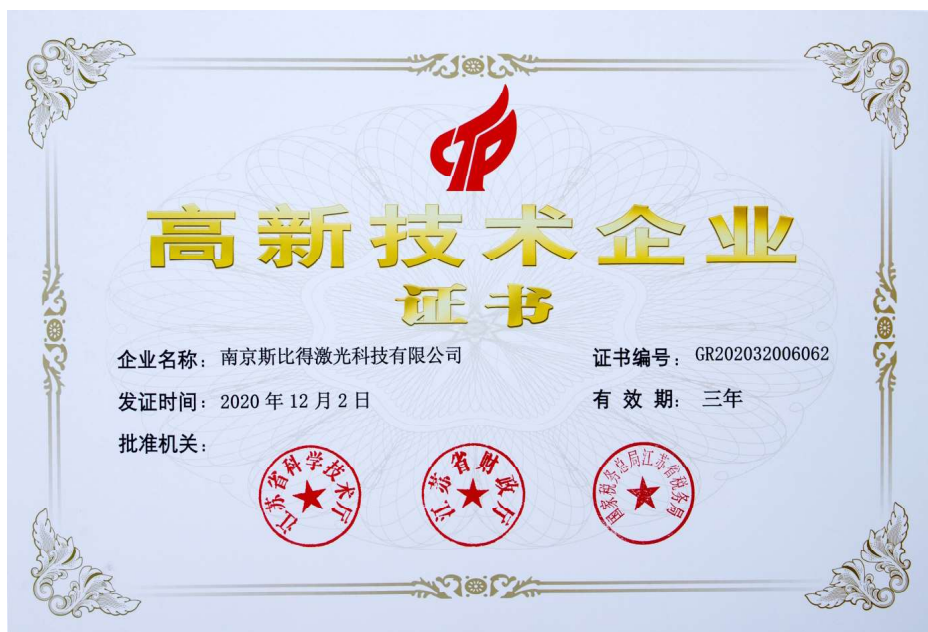 高新技术企业
证书
企业名称：南京斯比得激光科技有限公司
证书编号：GR202032006062
发证时间：2020年12月2日
有 效 期：三年
批准机关：
江苏省科学技术厅
江苏省财政厅
国家税务总局江苏省税务局